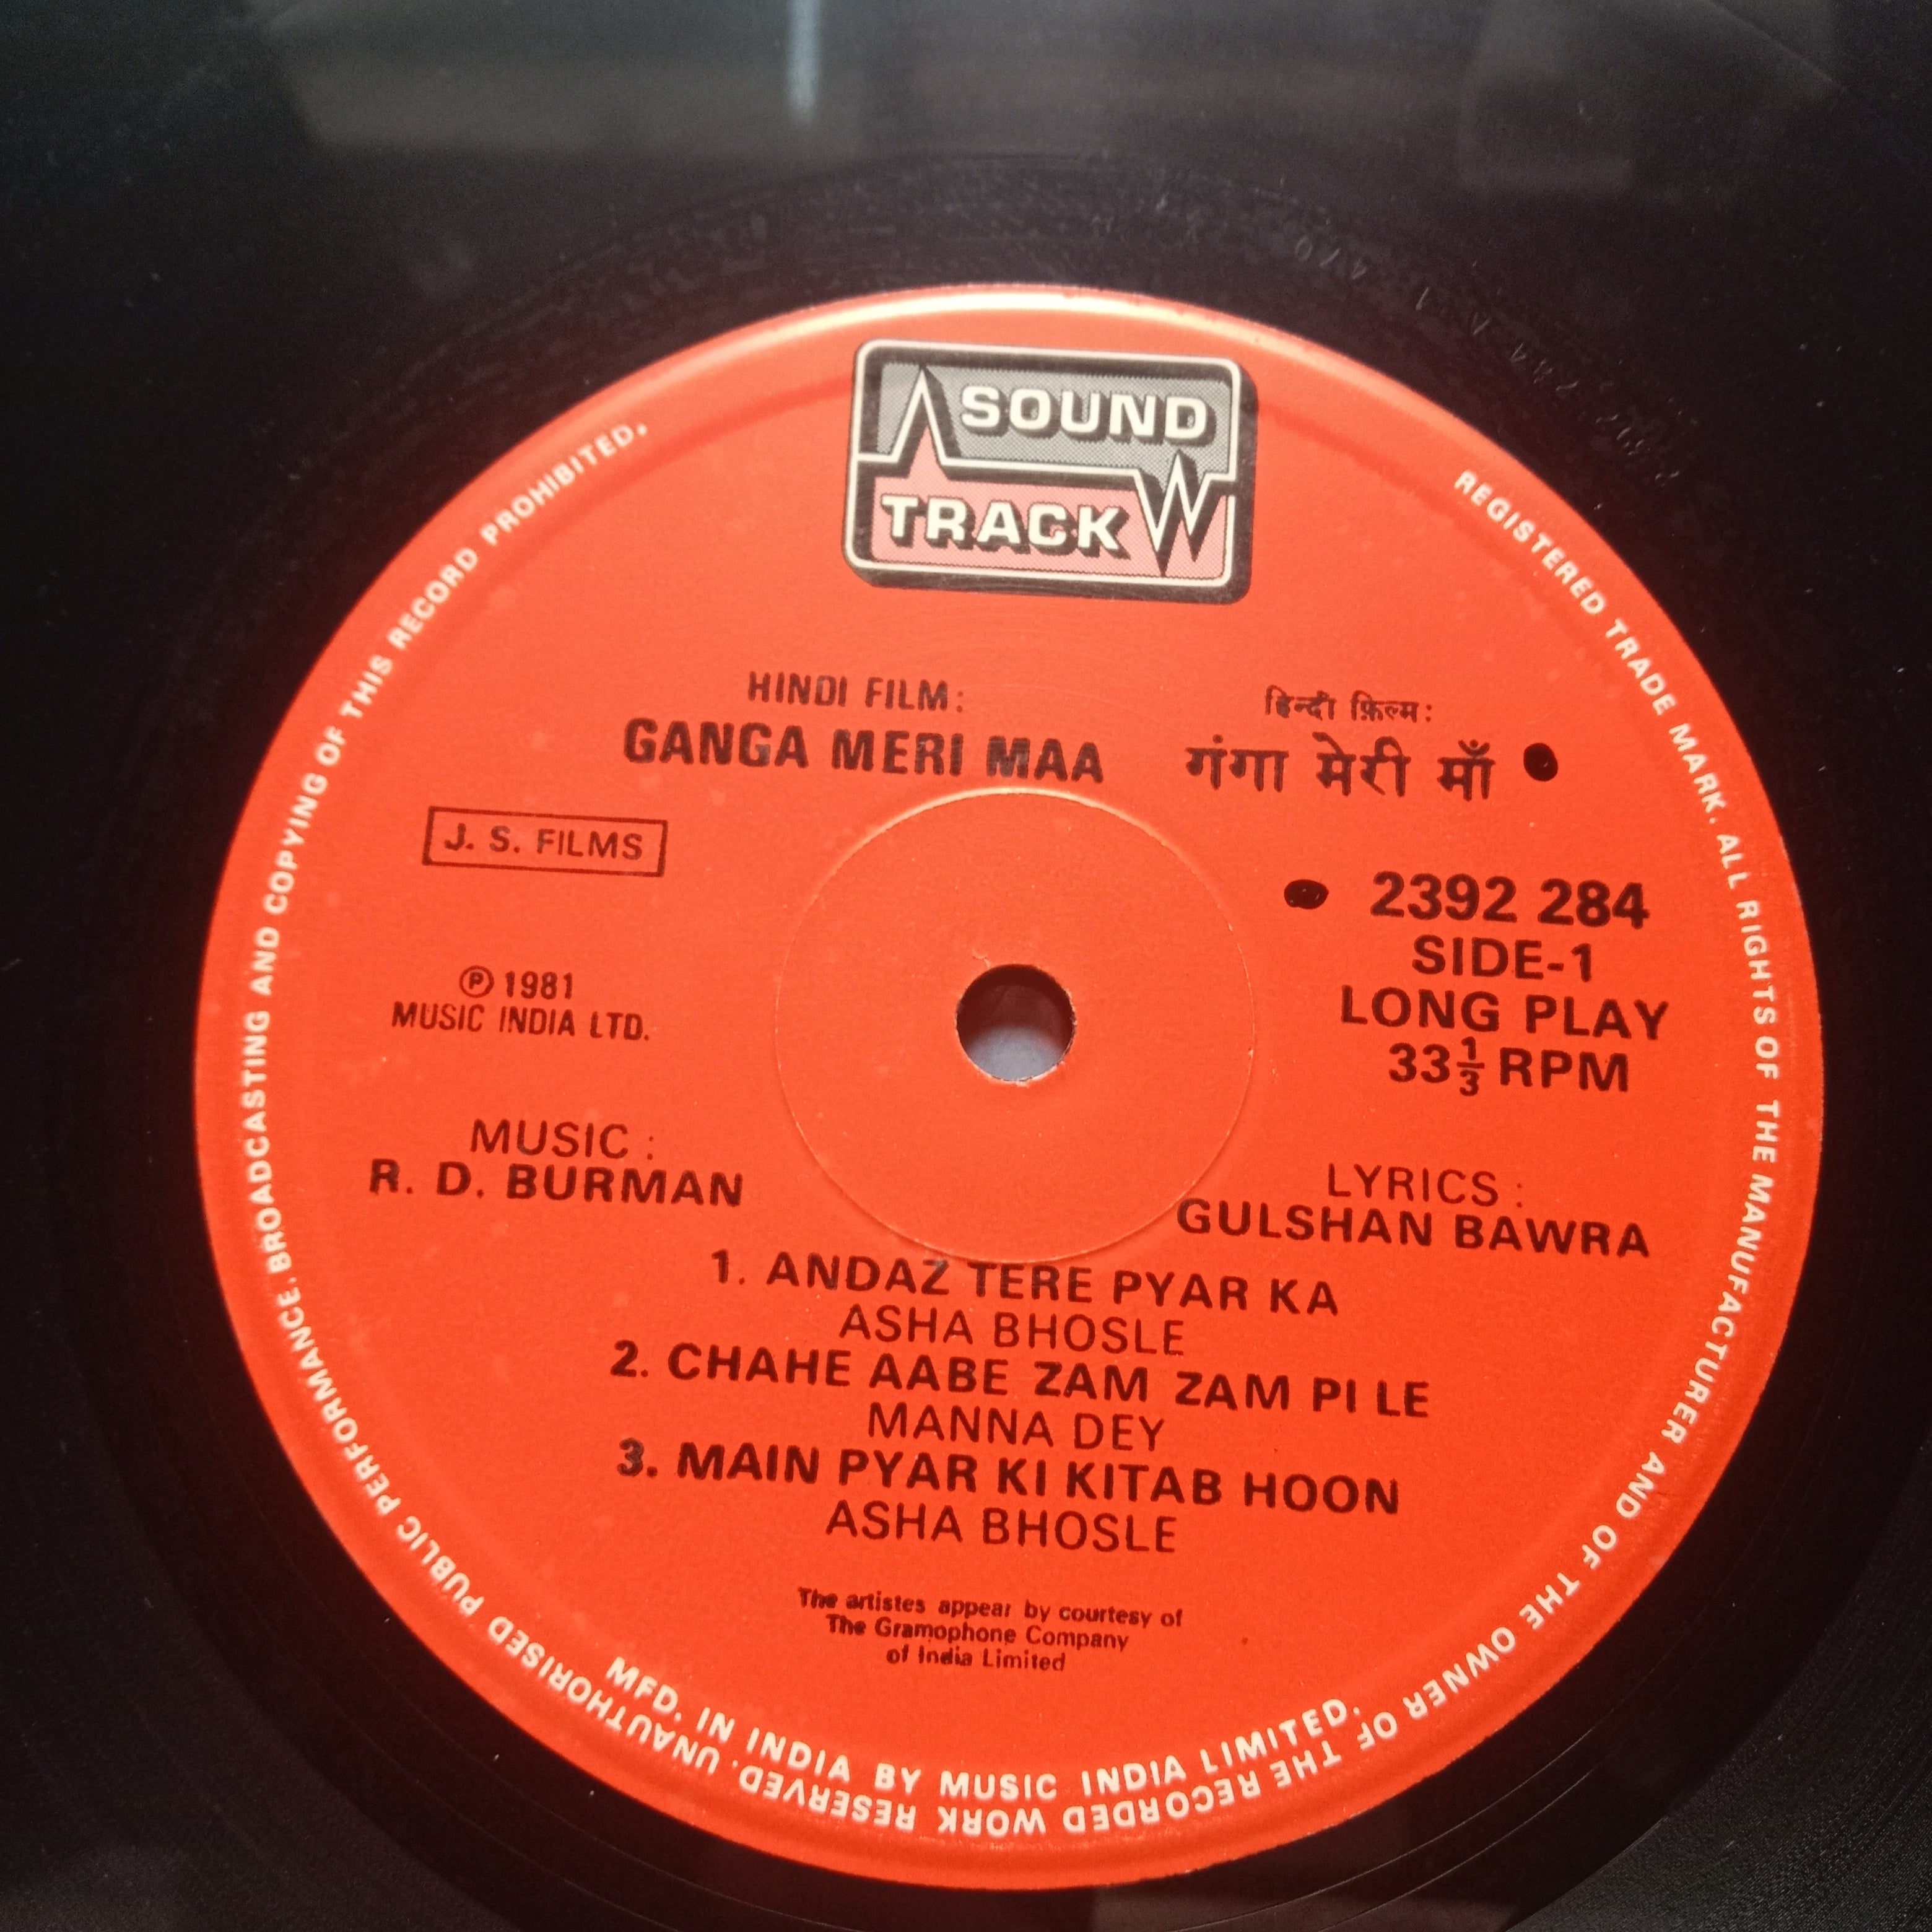 SOUND
TRACK
HINDI FILM:
GANGA MERI MAA
हिन्दी फ़िल्म:
गंगा मेरी माँ
J. S. FILMS
2392 284
SIDE-1
LONG PLAY
33⅓ RPM
℗ 1981
MUSIC INDIA LTD.
MUSIC :
R. D. BURMAN
LYRICS :
GULSHAN BAWRA
1. ANDAZ TERE PYAR KA
ASHA BHOSLE
2. CHAHE AABE ZAM ZAM PI LE
MANNA DEY
3. MAIN PYAR KI KITAB HOON
ASHA BHOSLE
The artistes appear by courtesy of
The Gramophone Company
of India Limited
MFD. IN INDIA BY MUSIC INDIA LIMITED.
REGISTERED TRADE MARK. ALL RIGHTS OF THE MANUFACTURER AND OF THE OWNER OF THE RECORDED WORK RESERVED. UNAUTHORISED PUBLIC PERFORMANCE. BROADCASTING AND COPYING OF THIS RECORD PROHIBITED.